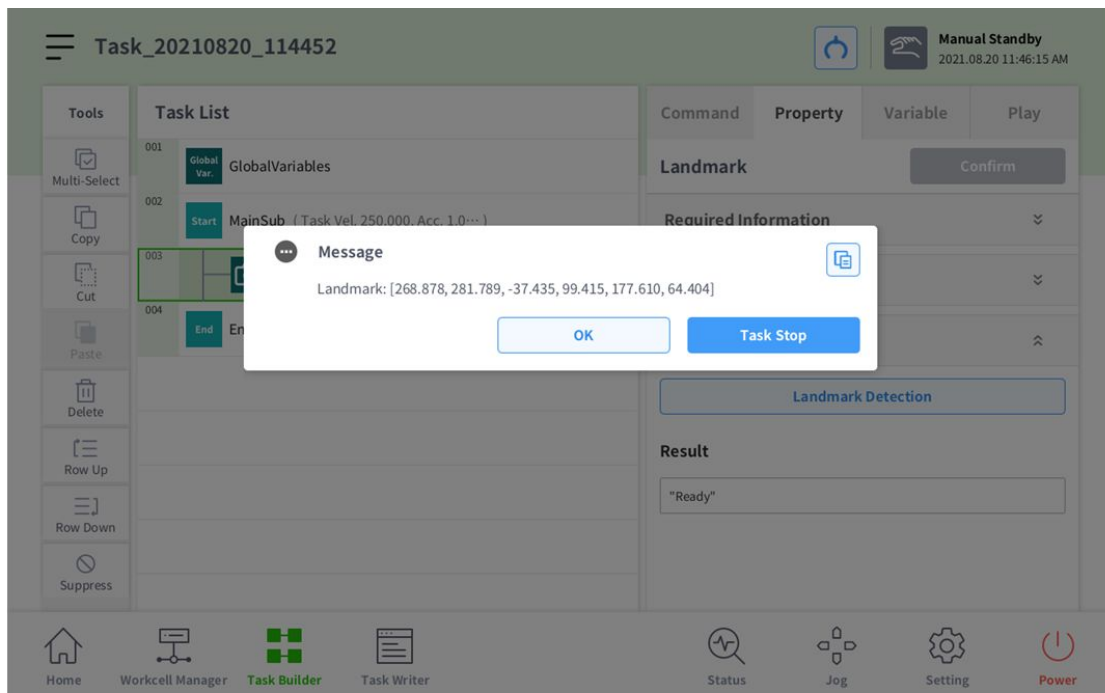 Task_20210820_114452
Manual Standby
2021.08.20 11:46:15 AM
Tools
Multi-Select
Copy
Cut
Paste
Delete
Row Up
Row Down
Suppress
Task List
001
Global Var.
GlobalVariables
002
Start
MainSub ( Task Vel. 250.000, Acc. 1.0··· )
003
004
End
Command
Property
Variable
Play
Landmark
Confirm
Required Information
Message
Landmark: [268.878, 281.789, -37.435, 99.415, 177.610, 64.404]
OK
Task Stop
Landmark Detection
Result
"Ready"
Home
Workcell Manager
Task Builder
Task Writer
Status
Jog
Setting
Power